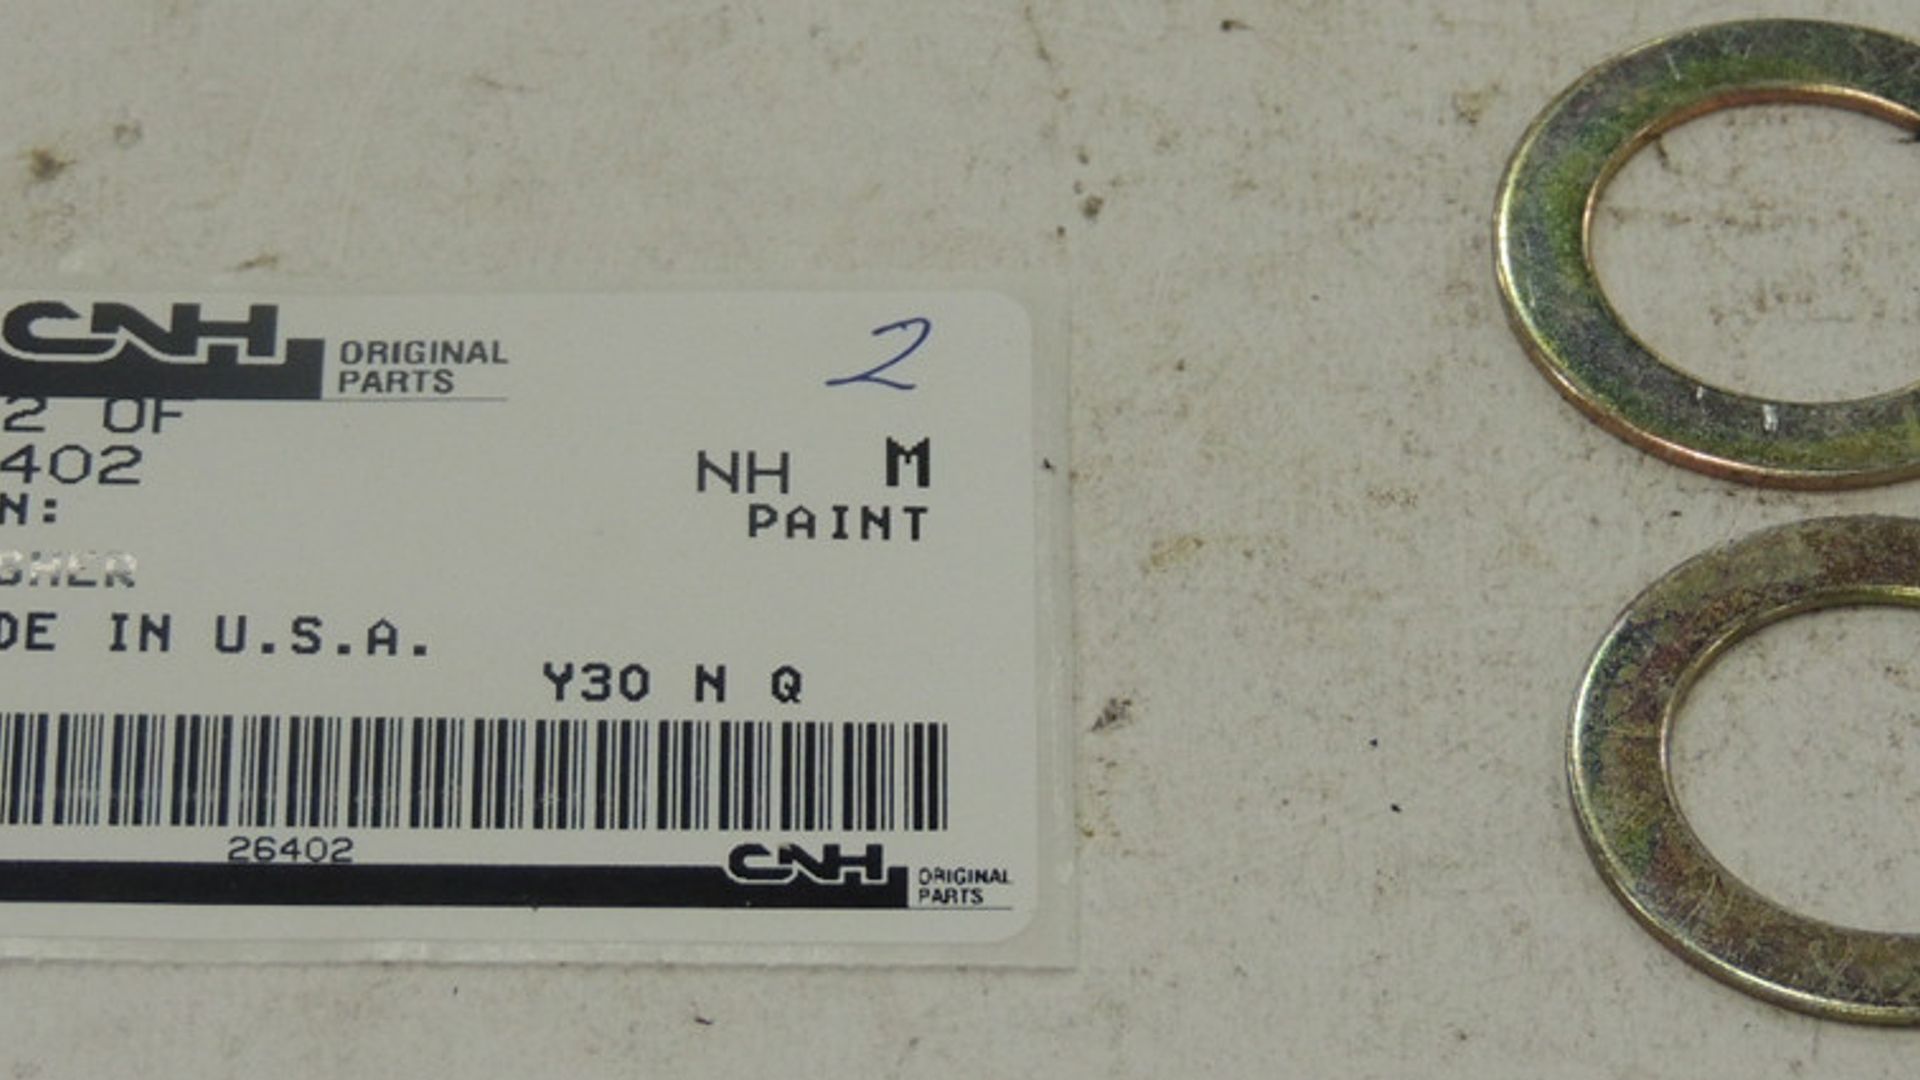 CNH ORIGINAL
PARTS
2
2 OF
402
NH M
N:
PAINT
SHER
DE IN U.S.A.
Y30 N Q
26402
CNH ORIGINAL
PARTS